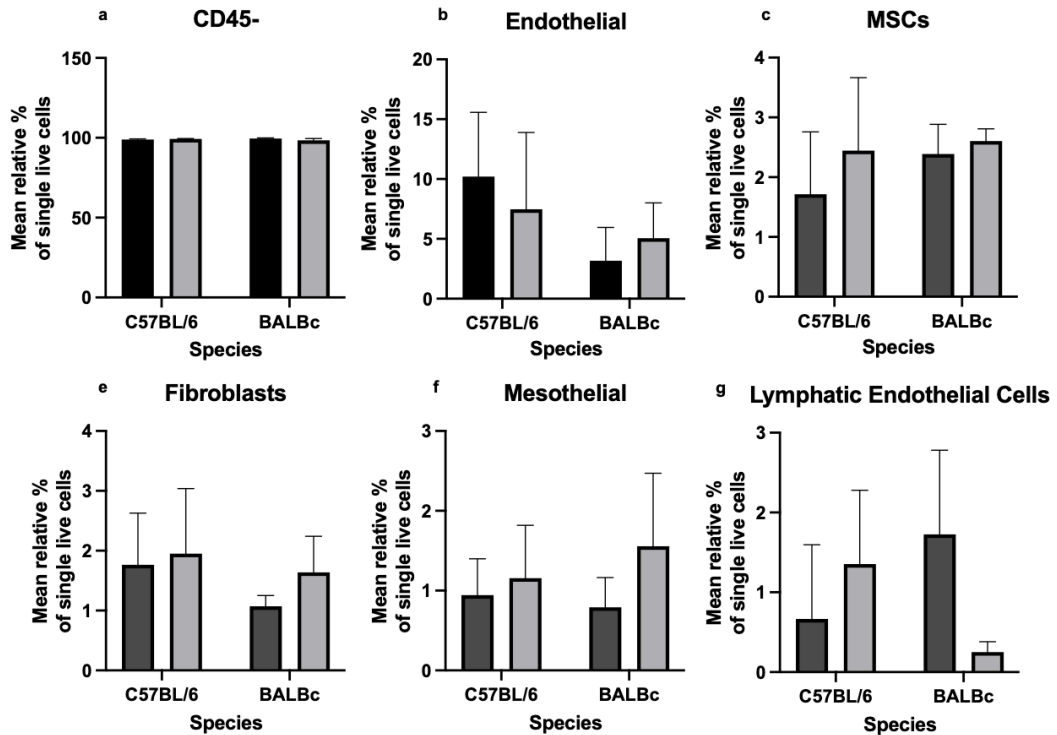 a CD45-
Mean relative %
of single live cells
150
100
50
0
C57BL/6 BALBc
Species
b Endothelial
Mean relative %
of single live cells
20
15
10
5
0
C57BL/6 BALBc
Species
c MSCs
Mean relative %
of single live cells
4
3
2
1
0
C57BL/6 BALBc
Species
e Fibroblasts
Mean relative %
of single live cells
4
3
2
1
0
C57BL/6 BALBc
Species
f Mesothelial
Mean relative %
of single live cells
3
2
1
0
C57BL/6 BALBc
Species
g Lymphatic Endothelial Cells
Mean relative %
of single live cells
3
2
1
0
C57BL/6 BALBc
Species